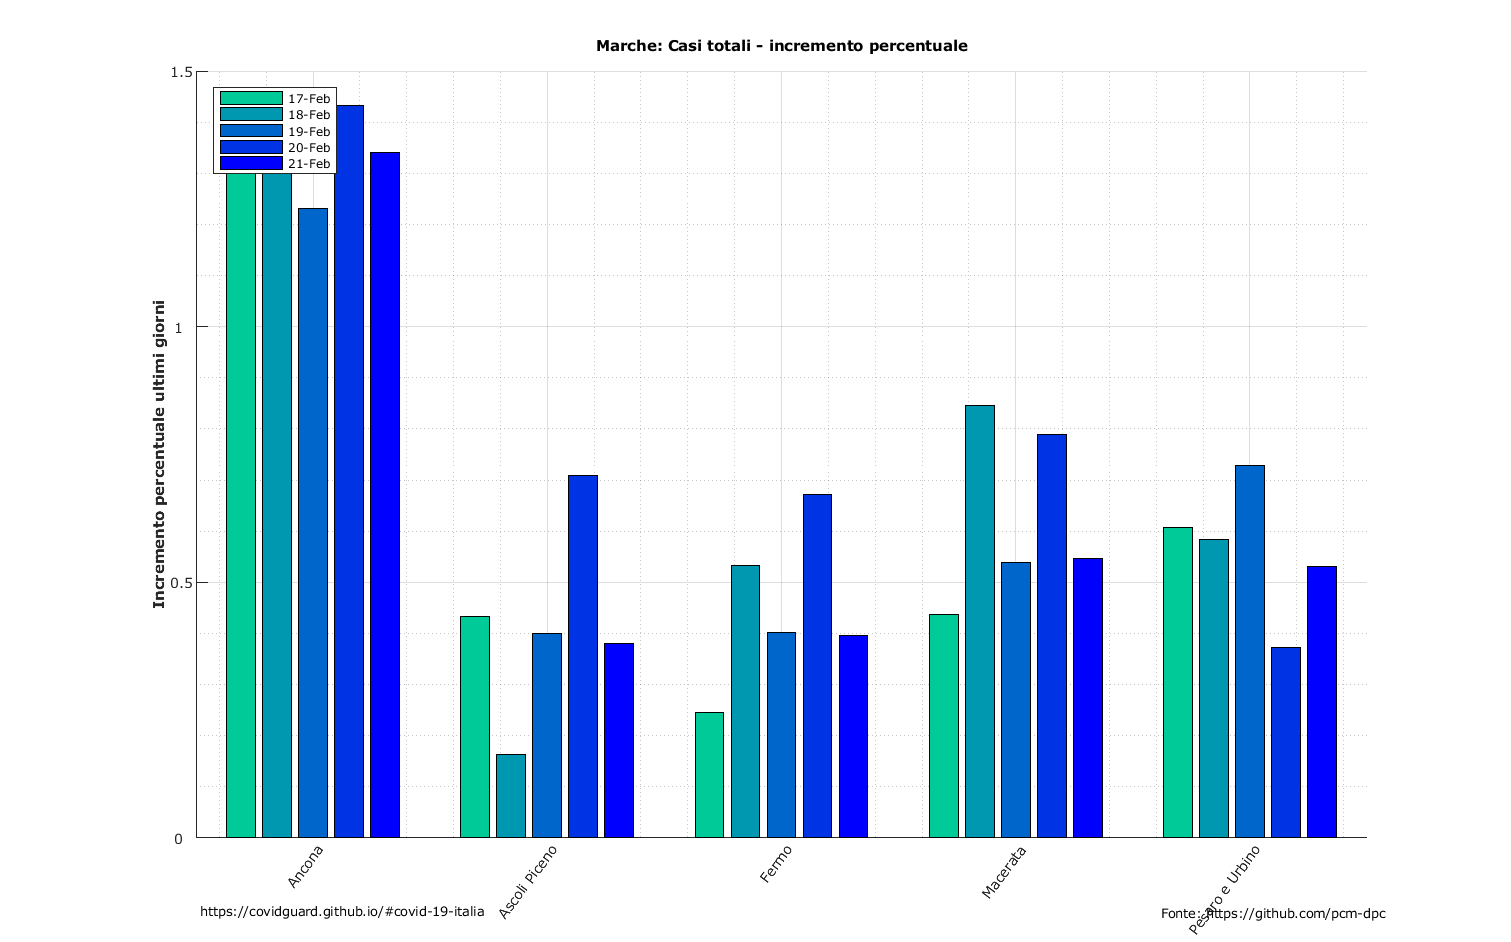 Marche: Casi totali - incremento percentuale
1.5
1
0.5
0
Incremento percentuale ultimi giorni
17-Feb
18-Feb
19-Feb
20-Feb
21-Feb
Ancona
Ascoli Piceno
Fermo
Macerata
Pesaro e Urbino
https://covidguard.github.io/#covid-19-italia
Fonte: https://github.com/pcm-dpc